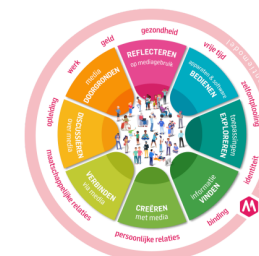 gezondheid
vrije tijd
zelfontplooiing
identiteit
binding
persoonlijke relaties
maatschappelijke relaties
opleiding
werk
geld
REFLECTEREN
op mediagebruik
apparaten & software
BEDIENEN
toepassingen
EXPLOREREN
informatie
VINDEN
CREËREN
met media
VERBINDEN
via media
DISCUSSIËREN
over media
media
DOORGRONDEN